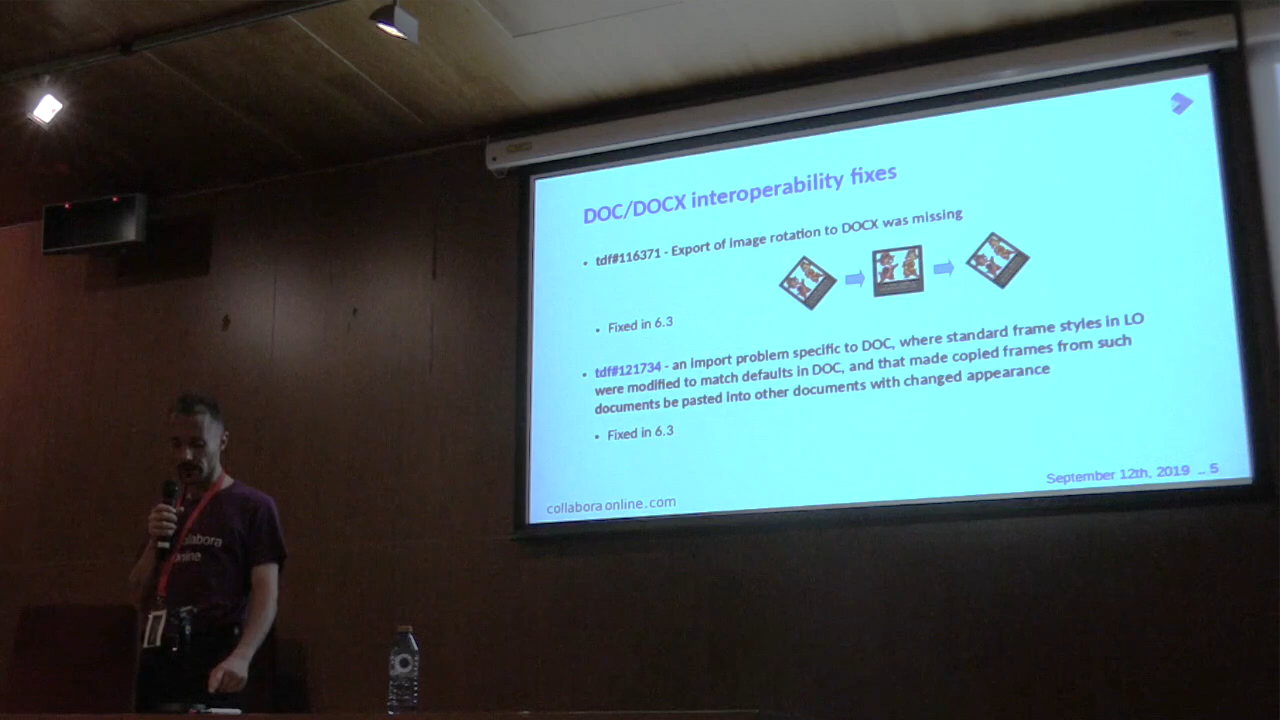 DOC/DOCX interoperability fixes
• tdf#116371 - Export of image rotation to DOCX was missing
• Fixed in 6.3
• tdf#121734 - an import problem specific to DOC, where standard frame styles in LO
were modified to match defaults in DOC, and that made copied frames from such
documents be pasted into other documents with changed appearance
• Fixed in 6.3
September 12th, 2019 .. 5
collaboraonline.com
llabora
online